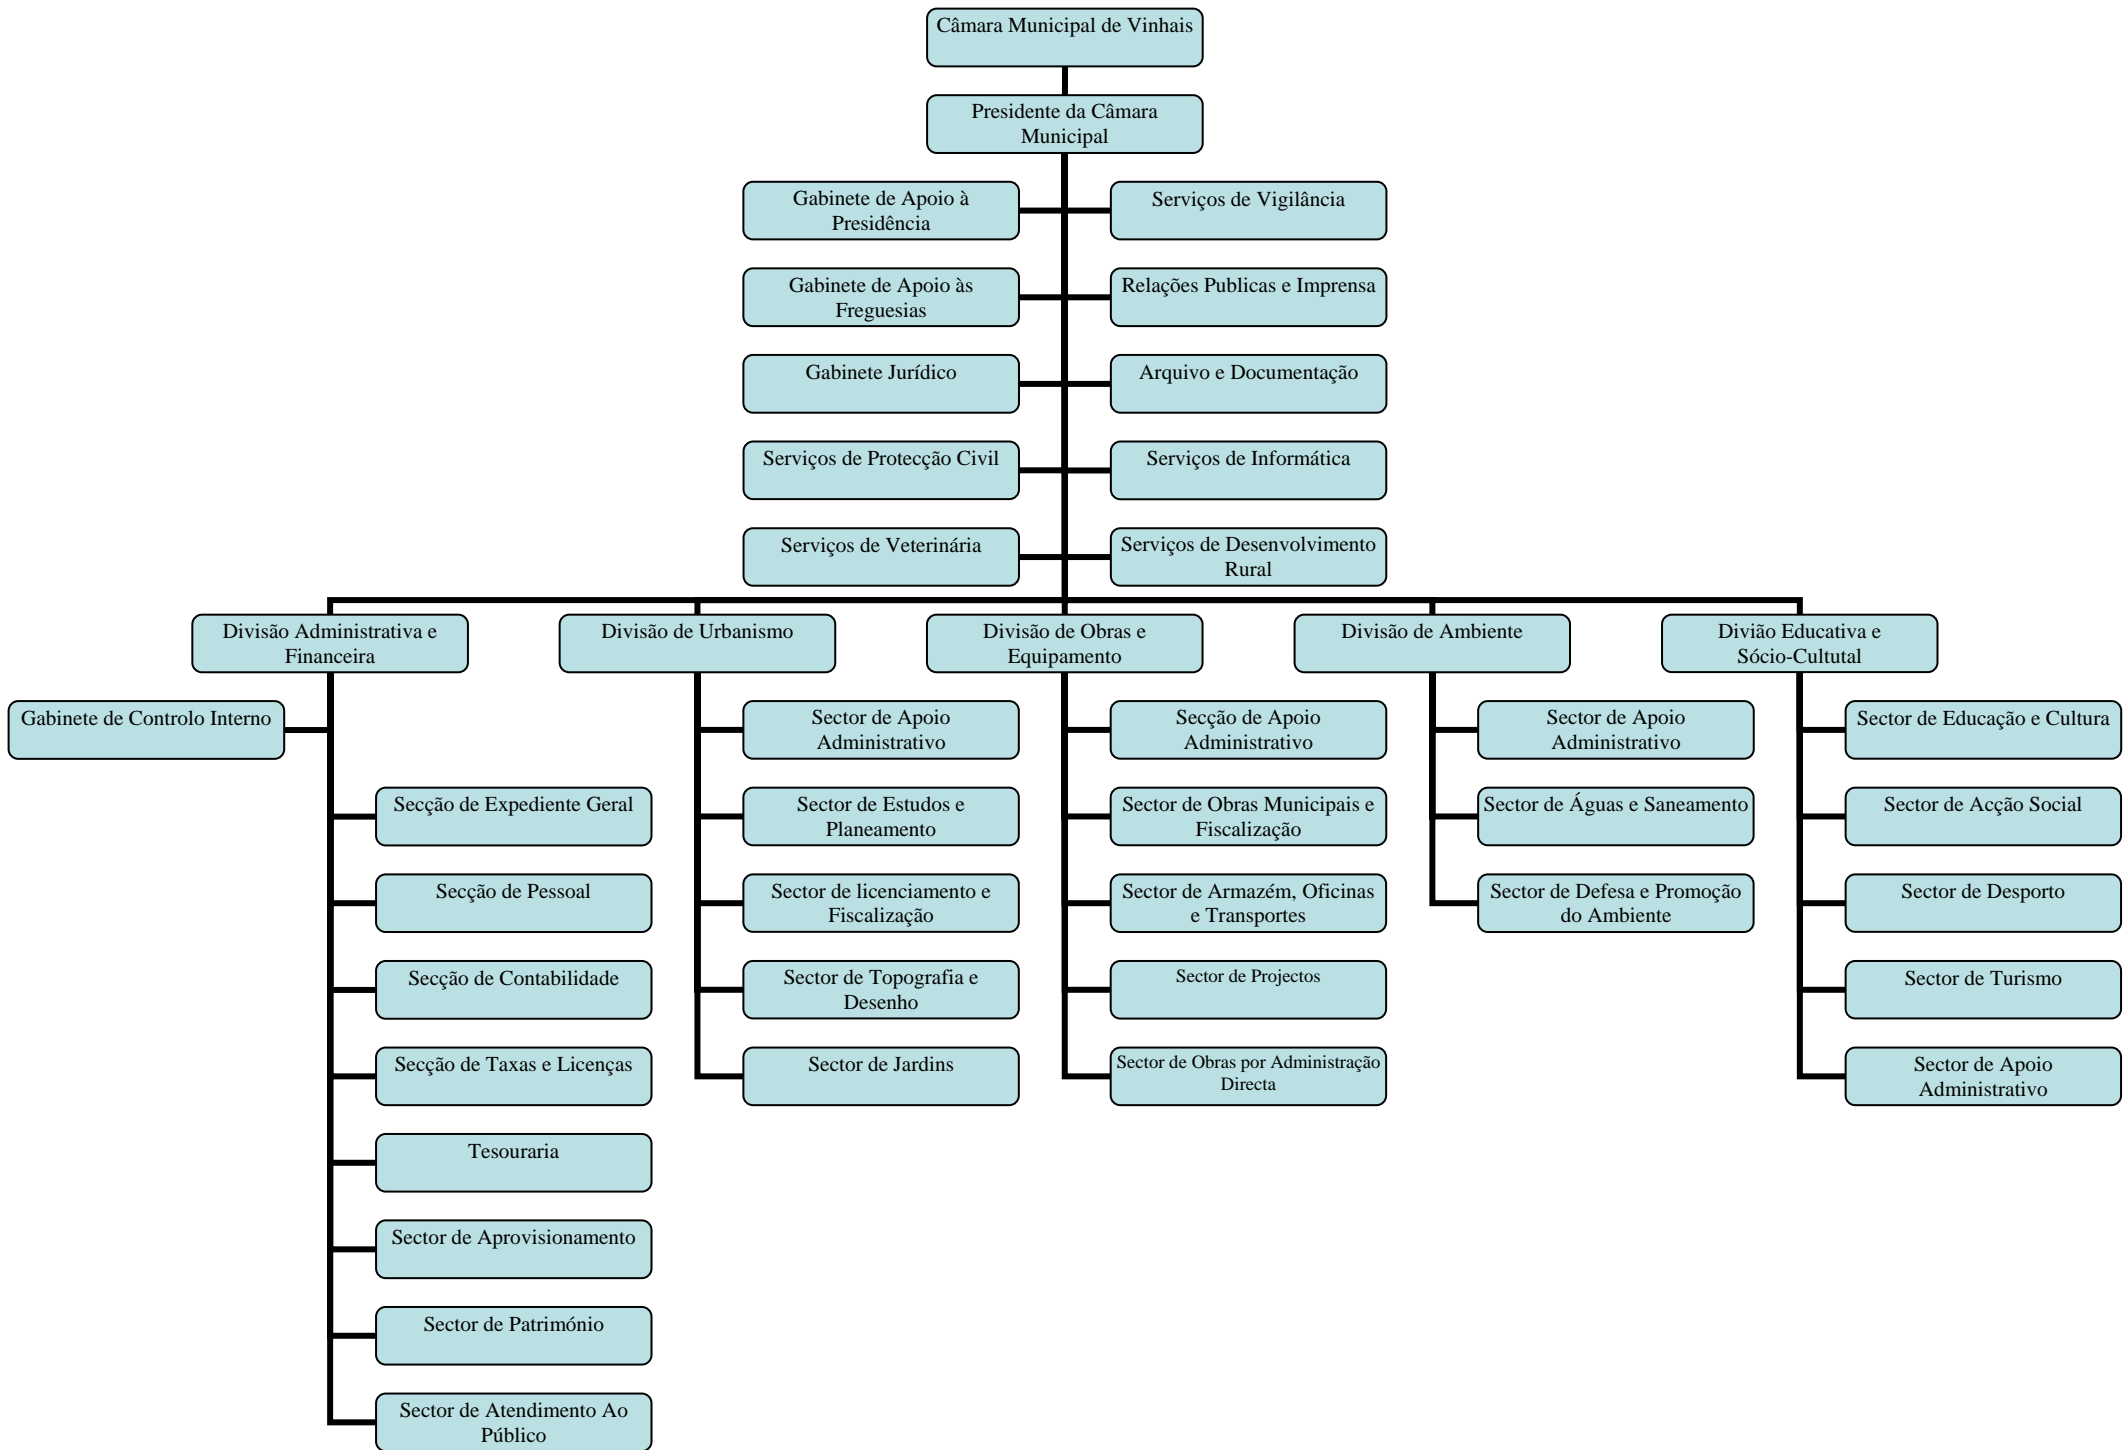 Câmara Municipal de Vinhais
Presidente da Câmara
Municipal
Gabinete de Apoio à
Presidência
Serviços de Vigilância
Gabinete de Apoio às
Freguesias
Relações Publicas e Imprensa
Gabinete Jurídico
Arquivo e Documentação
Serviços de Protecção Civil
Serviços de Informática
Serviços de Veterinária
Serviços de Desenvolvimento
Rural
Divisão Administrativa e
Financeira
Divisão de Urbanismo
Divisão de Obras e
Equipamento
Divisão de Ambiente
Divião Educativa e
Sócio-Cultutal
Gabinete de Controlo Interno
Secção de Expediente Geral
Secção de Pessoal
Secção de Contabilidade
Secção de Taxas e Licenças
Tesouraria
Sector de Aprovisionamento
Sector de Património
Sector de Atendimento Ao
Público
Sector de Apoio
Administrativo
Sector de Estudos e
Planeamento
Sector de licenciamento e
Fiscalização
Sector de Topografia e
Desenho
Sector de Jardins
Secção de Apoio
Administrativo
Sector de Obras Municipais e
Fiscalização
Sector de Armazém, Oficinas
e Transportes
Sector de Projectos
Sector de Obras por Administração
Directa
Sector de Apoio
Administrativo
Sector de Águas e Saneamento
Sector de Defesa e Promoção
do Ambiente
Sector de Educação e Cultura
Sector de Acção Social
Sector de Desporto
Sector de Turismo
Sector de Apoio
Administrativo